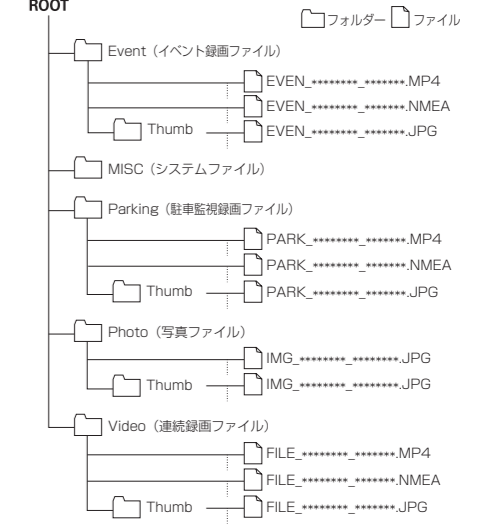 ROOT
フォルダー ファイル
Event（イベント録画ファイル）
EVEN_********_*******.MP4
EVEN_********_*******.NMEA
Thumb EVEN_********_*******.JPG
MISC（システムファイル）
Parking（駐車監視録画ファイル）
PARK_********_*******.MP4
PARK_********_*******.NMEA
Thumb PARK_********_*******.JPG
Photo（写真ファイル）
IMG_********_*******.JPG
Thumb IMG_********_*******.JPG
Video（連続録画ファイル）
FILE_********_*******.MP4
FILE_********_*******.NMEA
Thumb FILE_********_*******.JPG